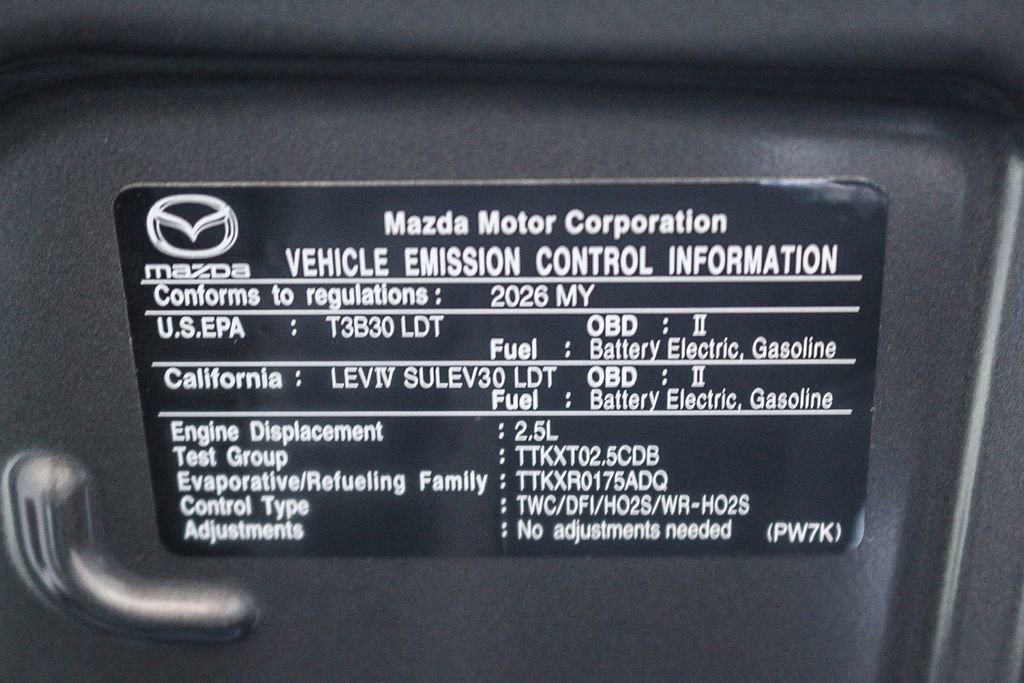 Mazda Motor Corporation
mazda VEHICLE EMISSION CONTROL INFORMATION
Conforms to regulations : 2026 MY
U.S.EPA : T3B30 LDT OBD : II
Fuel : Battery Electric, Gasoline
California : LEVIV SULEV30 LDT OBD : II
Fuel : Battery Electric, Gasoline
Engine Displacement : 2.5L
Test Group : TTKXT02.5CDB
Evaporative/Refueling Family : TTKXR0175ADQ
Control Type : TWC/DFI/HO2S/WR-HO2S
Adjustments : No adjustments needed (PW7K)